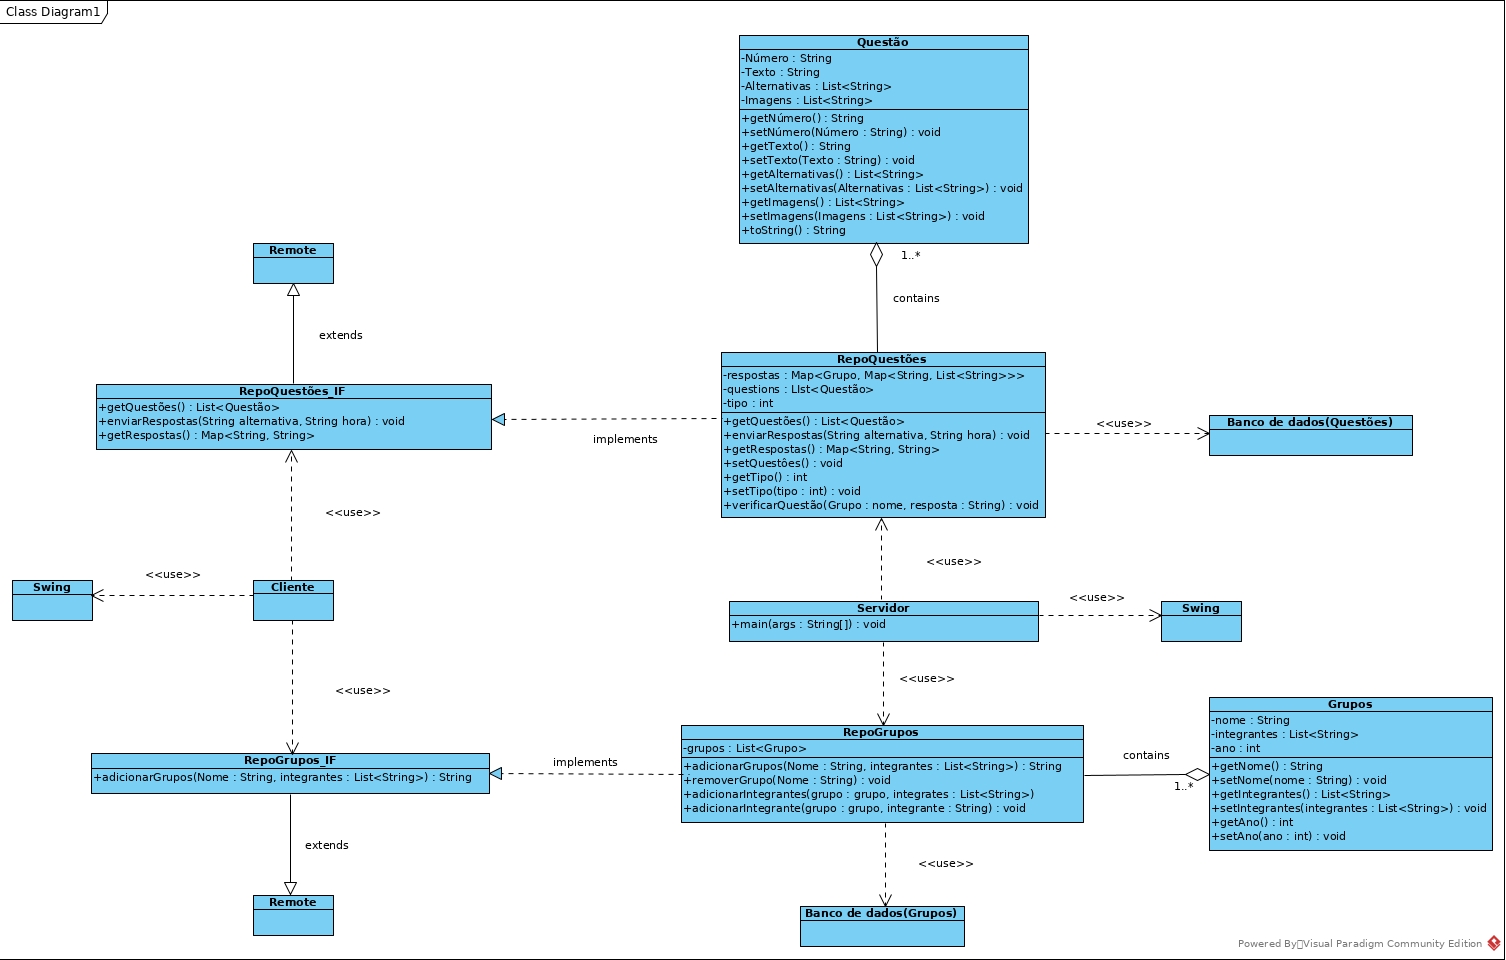 Class Diagram1
Questão
-Número : String
-Texto : String
-Alternativas : List<String>
-Imagens : List<String>
+getNúmero() : String
+setNúmero(Número : String) : void
+getTexto() : String
+setTexto(Texto : String) : void
+getAlternativas() : List<String>
+setAlternativas(Alternativas : List<String>) : void
+getImagens() : List<String>
+setImagens(Imagens : List<String>) : void
+toString() : String
1..*
contains
Remote
extends
RepoQuestões_IF
+getQuestões() : List<Questão>
+enviarRespostas(String alternativa, String hora) : void
+getRespostas() : Map<String, String>
implements
RepoQuestões
-respostas : Map<Grupo, Map<String, List<String>>>
-questions : LIst<Questão>
-tipo : int
+getQuestões() : List<Questão>
+enviarRespostas(String alternativa, String hora) : void
+getRespostas() : Map<String, String>
+setQuestões() : void
+getTipo() : int
+setTipo(tipo : int) : void
+verificarQuestão(Grupo : nome, resposta : String) : void
<<use>>
Banco de dados(Questões)
<<use>>
<<use>>
Swing
<<use>>
Cliente
<<use>>
Servidor
+main(args : String[]) : void
<<use>>
Swing
<<use>>
RepoGrupos_IF
+adicionarGrupos(Nome : String, integrantes : List<String>) : String
implements
RepoGrupos
-grupos : List<Grupo>
+adicionarGrupos(Nome : String, integrantes : List<String>) : String
+removerGrupo(Nome : String) : void
+adicionarIntegrantes(grupo : grupo, integrates : List<String>)
+adicionarIntegrante(grupo : grupo, integrante : String) : void
contains
1..*
Grupos
-nome : String
-integrantes : List<String>
-ano : int
+getNome() : String
+setNome(nome : String) : void
+getIntegrantes() : List<String>
+setIntegrantes(integrantes : List<String>) : void
+getAno() : int
+setAno(ano : int) : void
extends
Remote
<<use>>
Banco de dados(Grupos)
Powered By Visual Paradigm Community Edition